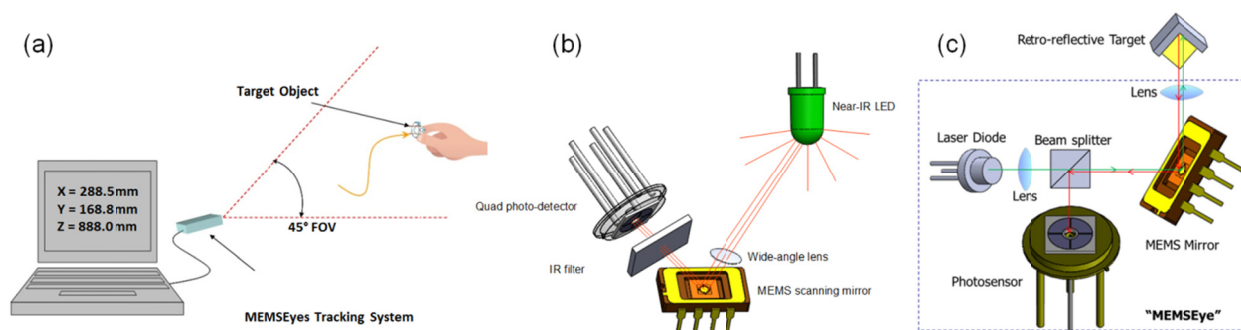 (a)
Target Object
X = 288.5mm
Y = 168.8mm
Z = 888.0mm
45° FOV
MEMSEyes Tracking System
(b)
Near-IR LED
Quad photo-detector
IR filter
Wide-angle lens
MEMS scanning mirror
(c)
Retro-reflective Target
Lens
Laser Diode
Beam splitter
Lens
MEMS Mirror
Photosensor
"MEMSEye"